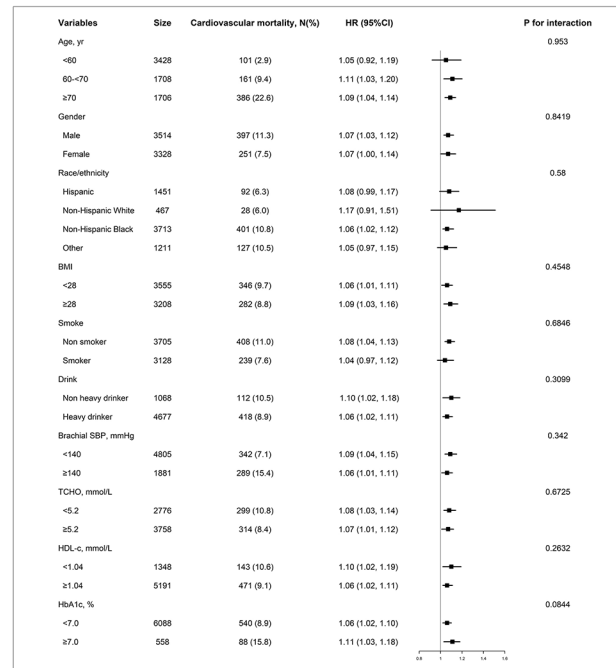 Variables Size Cardiovascular mortality, N(%) HR (95%CI) P for interaction
Age, yr 0.953
<60 3428 101 (2.9) 1.05 (0.92, 1.19)
60-<70 1708 161 (9.4) 1.11 (1.03, 1.20)
≥70 1706 386 (22.6) 1.09 (1.04, 1.14)
Gender 0.8419
Male 3514 397 (11.3) 1.07 (1.03, 1.12)
Female 3328 251 (7.5) 1.07 (1.00, 1.14)
Race/ethnicity 0.58
Hispanic 1451 92 (6.3) 1.08 (0.99, 1.17)
Non-Hispanic White 467 28 (6.0) 1.17 (0.91, 1.51)
Non-Hispanic Black 3713 401 (10.8) 1.06 (1.02, 1.12)
Other 1211 127 (10.5) 1.05 (0.97, 1.15)
BMI 0.4548
<28 3555 346 (9.7) 1.06 (1.01, 1.11)
≥28 3208 282 (8.8) 1.09 (1.03, 1.16)
Smoke 0.6846
Non smoker 3705 408 (11.0) 1.08 (1.04, 1.13)
Smoker 3128 239 (7.6) 1.04 (0.97, 1.12)
Drink 0.3099
Non heavy drinker 1068 112 (10.5) 1.10 (1.02, 1.18)
Heavy drinker 4677 418 (8.9) 1.06 (1.02, 1.11)
Brachial SBP, mmHg 0.342
<140 4805 342 (7.1) 1.09 (1.04, 1.15)
≥140 1881 289 (15.4) 1.06 (1.01, 1.11)
TCHO, mmol/L 0.6725
<5.2 2776 299 (10.8) 1.08 (1.03, 1.14)
≥5.2 3758 314 (8.4) 1.07 (1.01, 1.12)
HDL-c, mmol/L 0.2632
<1.04 1348 143 (10.6) 1.10 (1.02, 1.19)
≥1.04 5191 471 (9.1) 1.06 (1.02, 1.11)
HbA1c, % 0.0844
<7.0 6088 540 (8.9) 1.06 (1.02, 1.10)
≥7.0 558 88 (15.8) 1.11 (1.03, 1.18)
0.8 1 1.2 1.4 1.6